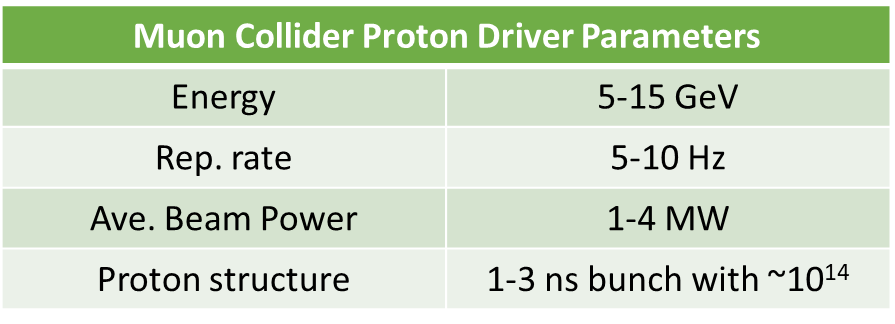 Muon Collider Proton Driver Parameters
Energy 5-15 GeV
Rep. rate 5-10 Hz
Ave. Beam Power 1-4 MW
Proton structure 1-3 ns bunch with ~10¹⁴